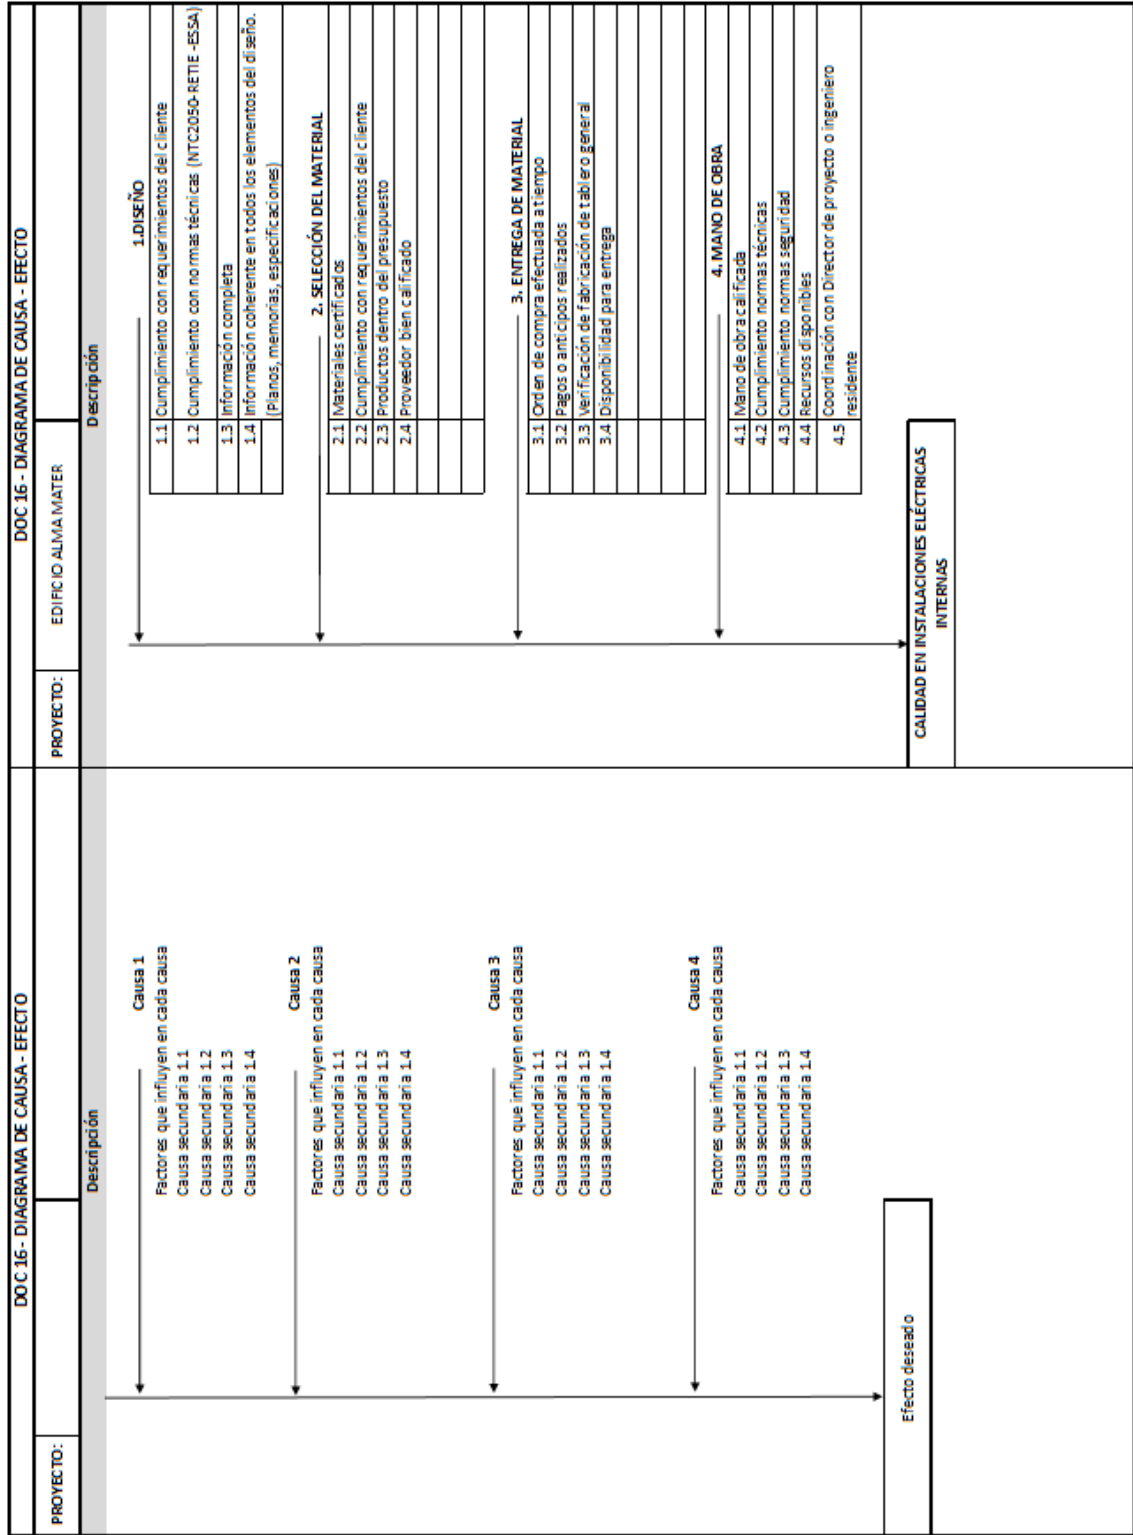 DOC 16 - DIAGRAMA DE CAUSA - EFECTO
PROYECTO:
Descripción
Causa 1
Factores que influyen en cada causa
Causa secundaria 1.1
Causa secundaria 1.2
Causa secundaria 1.3
Causa secundaria 1.4
Causa 2
Factores que influyen en cada causa
Causa secundaria 1.1
Causa secundaria 1.2
Causa secundaria 1.3
Causa secundaria 1.4
Causa 3
Factores que influyen en cada causa
Causa secundaria 1.1
Causa secundaria 1.2
Causa secundaria 1.3
Causa secundaria 1.4
Causa 4
Factores que influyen en cada causa
Causa secundaria 1.1
Causa secundaria 1.2
Causa secundaria 1.3
Causa secundaria 1.4
Efecto deseado
DOC 16 - DIAGRAMA DE CAUSA - EFECTO
PROYECTO: EDIFICIO ALMA MATER
Descripción
1.DISEÑO
1.1 Cumplimiento con requerimientos del cliente
1.2 Cumplimiento con normas técnicas (NTC2050-RETIE -ESSA)
1.3 Información completa
1.4 Información coherente en todos los elementos del diseño.
(Planos, memorias, especificaciones)
2. SELECCIÓN DEL MATERIAL
2.1 Materiales certificados
2.2 Cumplimiento con requerimientos del cliente
2.3 Productos dentro del presupuesto
2.4 Proveedor bien calificado
3. ENTREGA DE MATERIAL
3.1 Orden de compra efectuada a tiempo
3.2 Pagos o anticipos realizados
3.3 Verificación de fabricación de tablero general
3.4 Disponibilidad para entrega
4. MANO DE OBRA
4.1 Mano de obra calificada
4.2 Cumplimiento normas técnicas
4.3 Cumplimiento normas seguridad
4.4 Recursos disponibles
4.5 Coordinación con Director de proyecto o ingeniero
residente
CALIDAD EN INSTALACIONES ELÉCTRICAS
INTERNAS